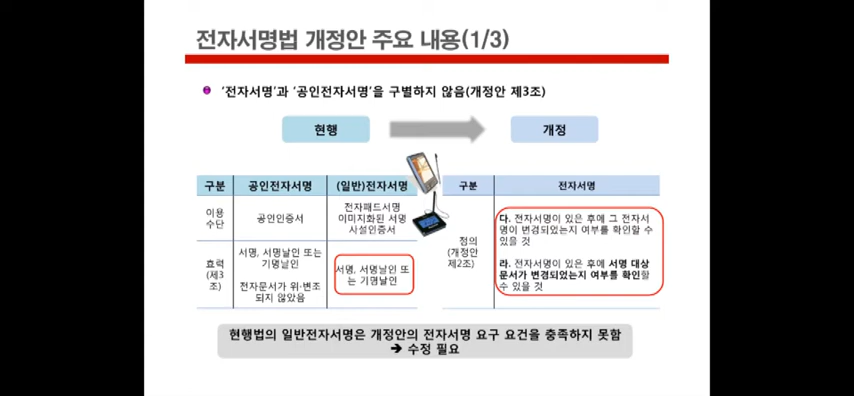 전자서명법 개정안 주요 내용(1/3)
'전자서명'과 '공인전자서명'을 구별하지 않음(개정안 제3조)
현행
개정
구분
공인전자서명
(일반)전자서명
이용
수단
공인인증서
전자패드서명
이미지화된 서명
사설인증서
효력
(제3
조)
서명, 서명날인 또는
기명날인
전자문서가 위·변조
되지 않았음
서명, 서명날인 또
는 기명날인
구분
전자서명
정의
(개정안
제2조)
다. 전자서명이 있은 후에 그 전자서
명이 변경되었는지 여부를 확인할 수
있을 것
라. 전자서명이 있은 후에 서명 대상
문서가 변경되었는지 여부를 확인할
수 있을 것
현행법의 일반전자서명은 개정안의 전자서명 요구 요건을 충족하지 못함
➔ 수정 필요